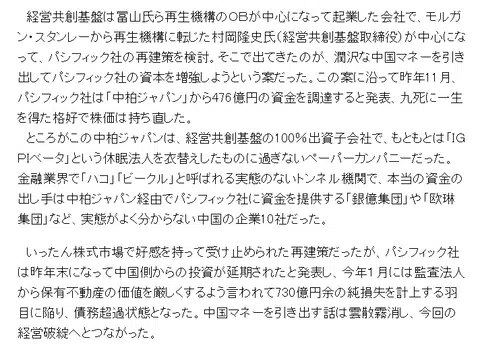 経営共創基盤は冨山氏ら再生機構のOBが中心になって起業した会社で、モルガ
ン・スタンレーから再生機構に転じた村岡隆史氏（経営共創基盤取締役）が中心にな
って、パシフィック社の再建策を検討。そこで出てきたのが、潤沢な中国マネーを引き
出してパシフィック社の資本を増強しようという案だった。この案に沿って昨年11月、
パシフィック社は「中柏ジャパン」から476億円の資金を調達すると発表、九死に一生
を得た格好で株価は持ち直した。
ところがこの中柏ジャパンは、経営共創基盤の100％出資子会社で、もともとは「IG
PIベータ」という休眠法人を衣替えしたものに過ぎないペーパーカンパニーだった。
金融業界で「ハコ」「ビークル」と呼ばれる実態のないトンネル機関で、本当の資金の
出し手は中柏ジャパン経由でパシフィック社に資金を提供する「銀億集団」や「欧琳
集団」など、実態がよく分からない中国の企業10社だった。
いったん株式市場で好感を持って受け止められた再建策だったが、パシフィック社
は昨年末になって中国側からの投資が延期されたと発表し、今年１月には監査法人
から保有不動産の価値を厳しくするよう言われて730億円余の純損失を計上する羽
目に陥り、債務超過状態となった。中国マネーを引き出す話は雲散霧消し、今回の
経営破綻へとつながった。